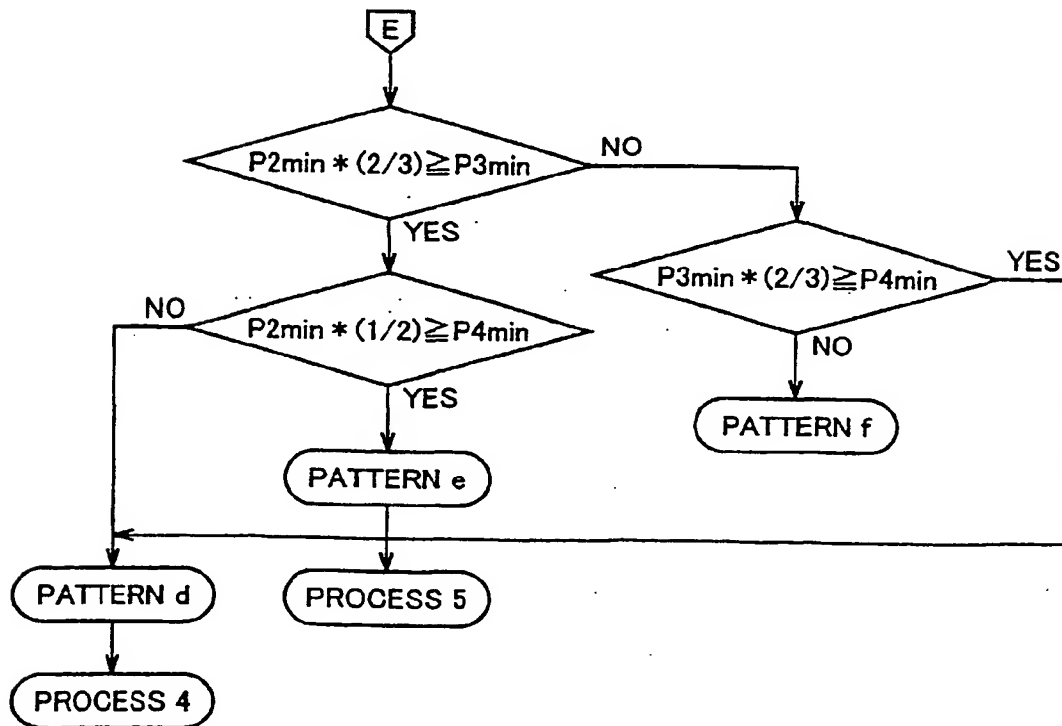 E
P2min * (2/3)≧P3min
NO
YES
P3min * (2/3)≧P4min
YES
NO
P2min * (1/2)≧P4min
NO
YES
PATTERN f
PATTERN e
PATTERN d
PROCESS 5
PROCESS 4